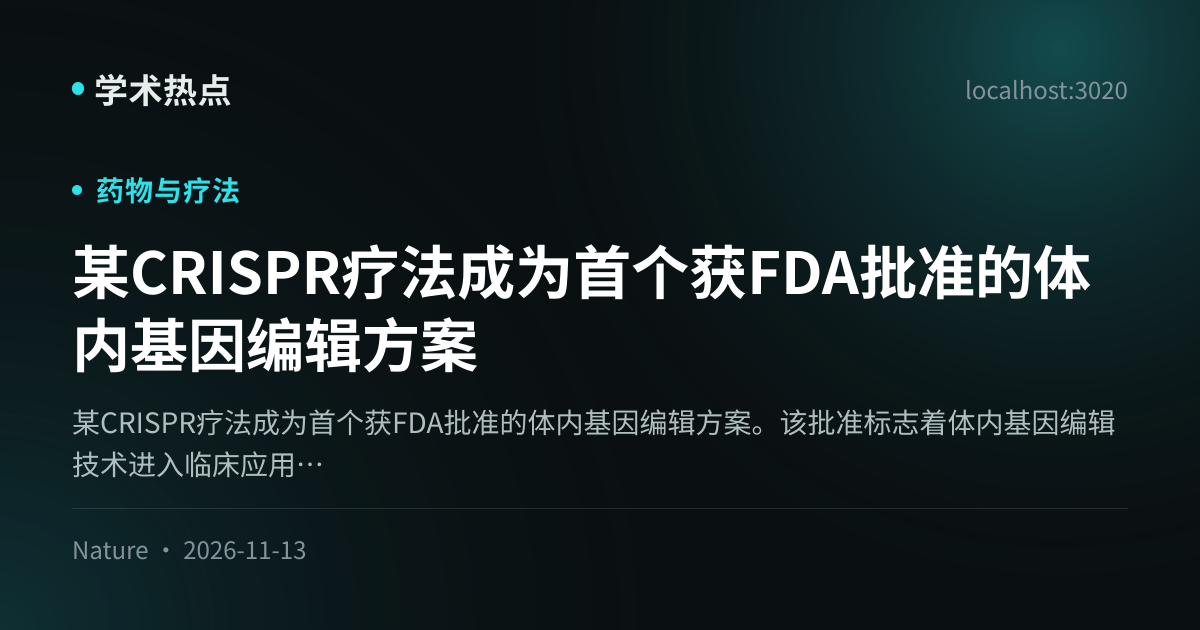 学术热点
localhost:3020
药物与疗法
某CRISPR疗法成为首个获FDA批准的体
内基因编辑方案
某CRISPR疗法成为首个获FDA批准的体内基因编辑方案。该批准标志着体内基因编辑
技术进入临床应用…
Nature • 2026-11-13